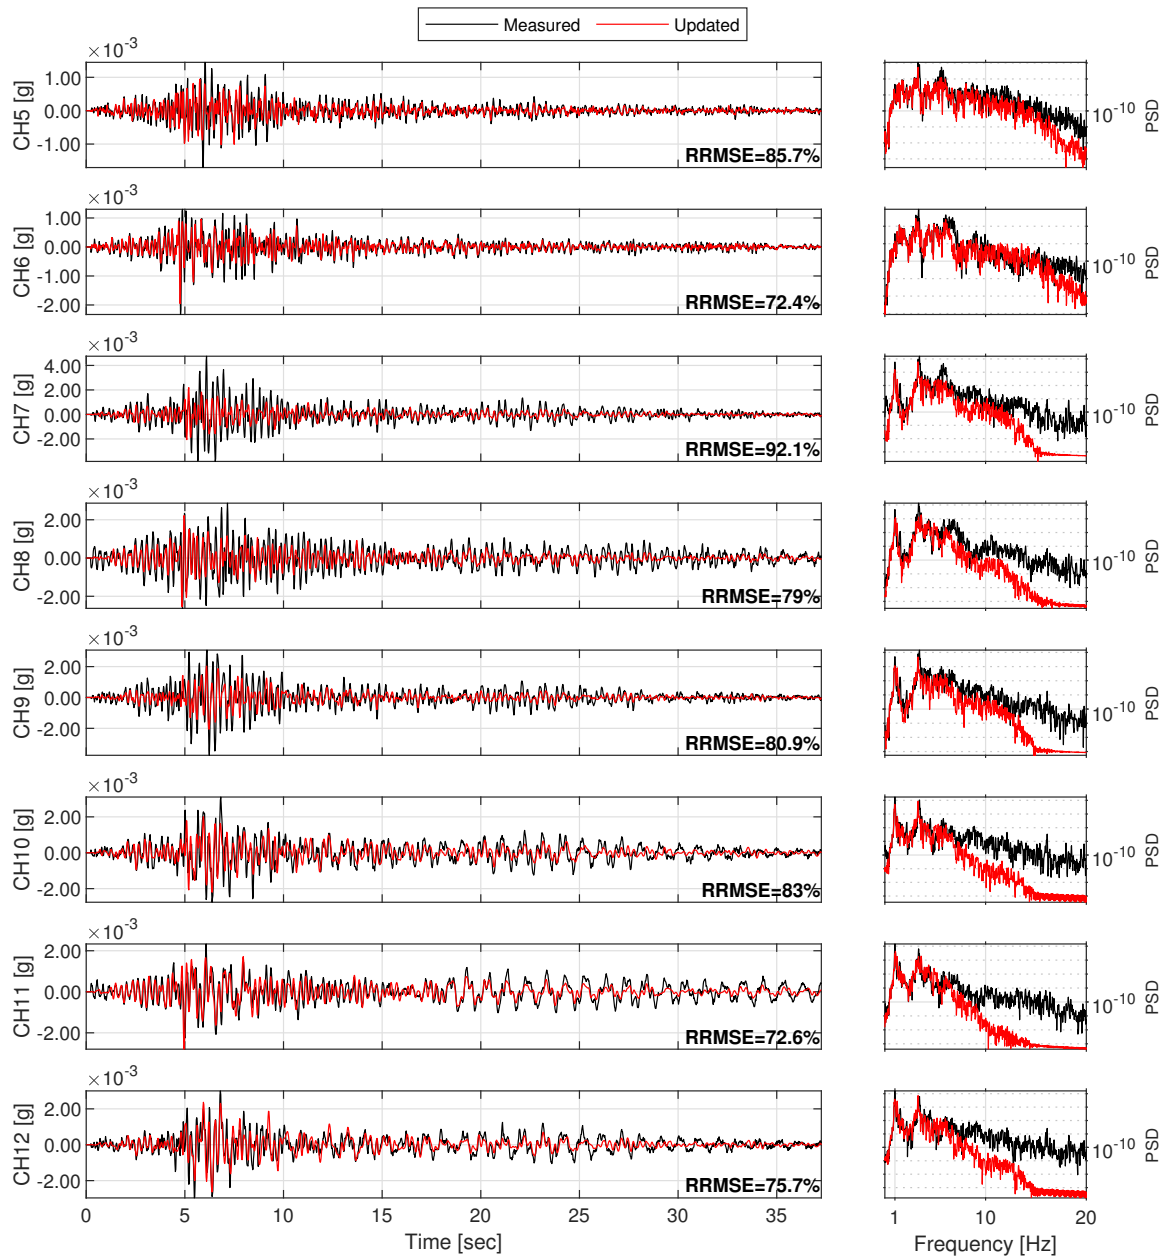 Measured Updated
×10-3
1.00
0.00
-1.00
CH5 [g]
RRMSE=85.7%
10-10
PSD
×10-3
1.00
0.00
-1.00
-2.00
CH6 [g]
RRMSE=72.4%
10-10
PSD
×10-3
4.00
2.00
0.00
-2.00
CH7 [g]
RRMSE=92.1%
10-10
PSD
×10-3
2.00
0.00
-2.00
CH8 [g]
RRMSE=79%
10-10
PSD
×10-3
2.00
0.00
-2.00
CH9 [g]
RRMSE=80.9%
10-10
PSD
×10-3
2.00
0.00
-2.00
CH10 [g]
RRMSE=83%
10-10
PSD
×10-3
2.00
0.00
-2.00
CH11 [g]
RRMSE=72.6%
10-10
PSD
×10-3
2.00
0.00
-2.00
CH12 [g]
RRMSE=75.7%
10-10
PSD
0 5 10 15 20 25 30 35
Time [sec]
1 10 20
Frequency [Hz]